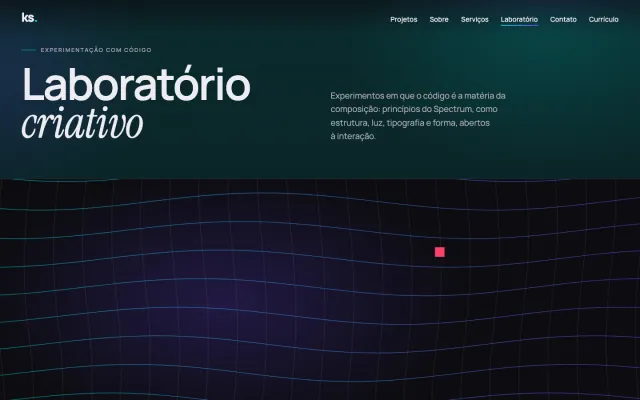 ks.
Projetos Sobre Serviços Laboratório Contato Currículo
EXPERIMENTAÇÃO COM CÓDIGO
Laboratório
criativo
Experimentos em que o código é a matéria da
composição: princípios do Spectrum, como
estrutura, luz, tipografia e forma, abertos
à interação.